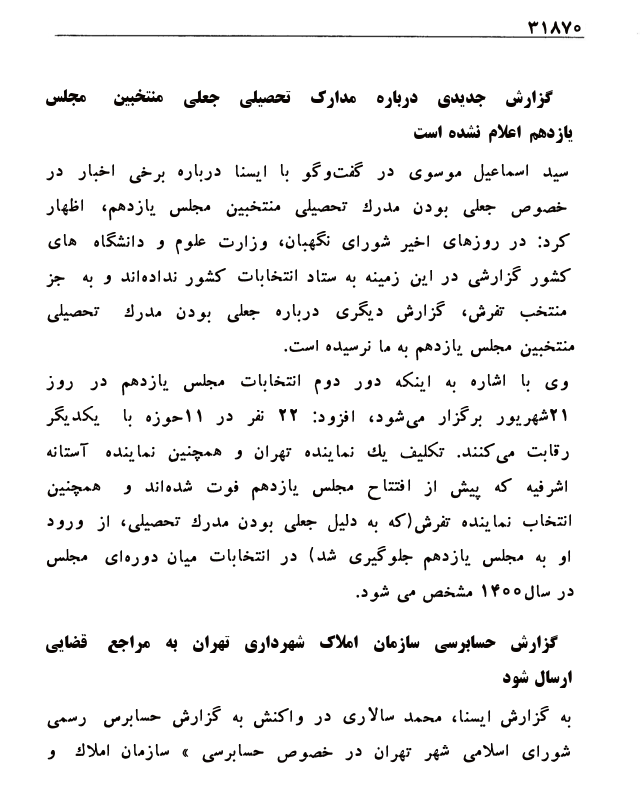 ۳۱۸۷۰
گزارش جدیدی درباره مدارک تحصیلی جعلی منتخبین مجلس
یازدهم اعلام نشده است
سید اسماعیل موسوی در گفت‌وگو با ایسنا درباره برخی اخبار در
خصوص جعلی بودن مدرك تحصیلی منتخبین مجلس یازدهم، اظهار
کرد: در روزهای اخیر شورای نگهبان، وزارت علوم و دانشگاه های
کشور گزارشی در این زمینه به ستاد انتخابات کشور نداده‌اند و به جز
منتخب تفرش، گزارش دیگری درباره جعلی بودن مدرك تحصیلی
منتخبین مجلس یازدهم به ما نرسیده است.
وی با اشاره به اینکه دور دوم انتخابات مجلس یازدهم در روز
۲۱شهریور برگزار می‌شود، افزود: ۲۲ نفر در ۱۱حوزه با یکدیگر
رقابت می‌کنند. تکلیف یك نماینده تهران و همچنین نماینده آستانه
اشرفیه که پیش از افتتاح مجلس یازدهم فوت شده‌اند و همچنین
انتخاب نماینده تفرش(که به دلیل جعلی بودن مدرك تحصیلی، از ورود
او به مجلس یازدهم جلوگیری شد) در انتخابات میان دوره‌ای مجلس
در سال۱۴۰۰ مشخص می شود.
گزارش حسابرسی سازمان املاک شهرداری تهران به مراجع قضایی
ارسال شود
به گزارش ایسنا، محمد سالاری در واکنش به گزارش حسابرس رسمی
شورای اسلامی شهر تهران در خصوص حسابرسی » سازمان املاك و